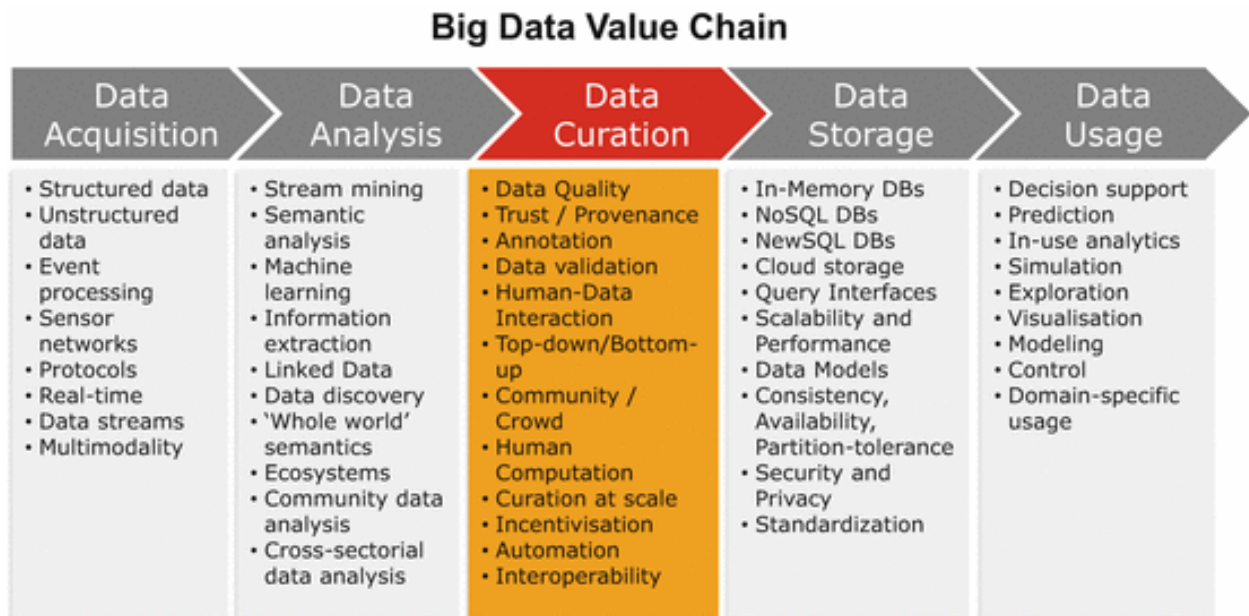 Big Data Value Chain
Data
Acquisition
• Structured data
• Unstructured
data
• Event
processing
• Sensor
networks
• Protocols
• Real-time
• Data streams
• Multimodality
Data
Analysis
• Stream mining
• Semantic
analysis
• Machine
learning
• Information
extraction
• Linked Data
• Data discovery
• ‘Whole world’
semantics
• Ecosystems
• Community data
analysis
• Cross-sectorial
data analysis
Data
Curation
• Data Quality
• Trust / Provenance
• Annotation
• Data validation
• Human-Data
Interaction
• Top-down/Bottom-
up
• Community /
Crowd
• Human
Computation
• Curation at scale
• Incentivisation
• Automation
• Interoperability
Data
Storage
• In-Memory DBs
• NoSQL DBs
• NewSQL DBs
• Cloud storage
• Query Interfaces
• Scalability and
Performance
• Data Models
• Consistency,
Availability,
Partition-tolerance
• Security and
Privacy
• Standardization
Data
Usage
• Decision support
• Prediction
• In-use analytics
• Simulation
• Exploration
• Visualisation
• Modeling
• Control
• Domain-specific
usage